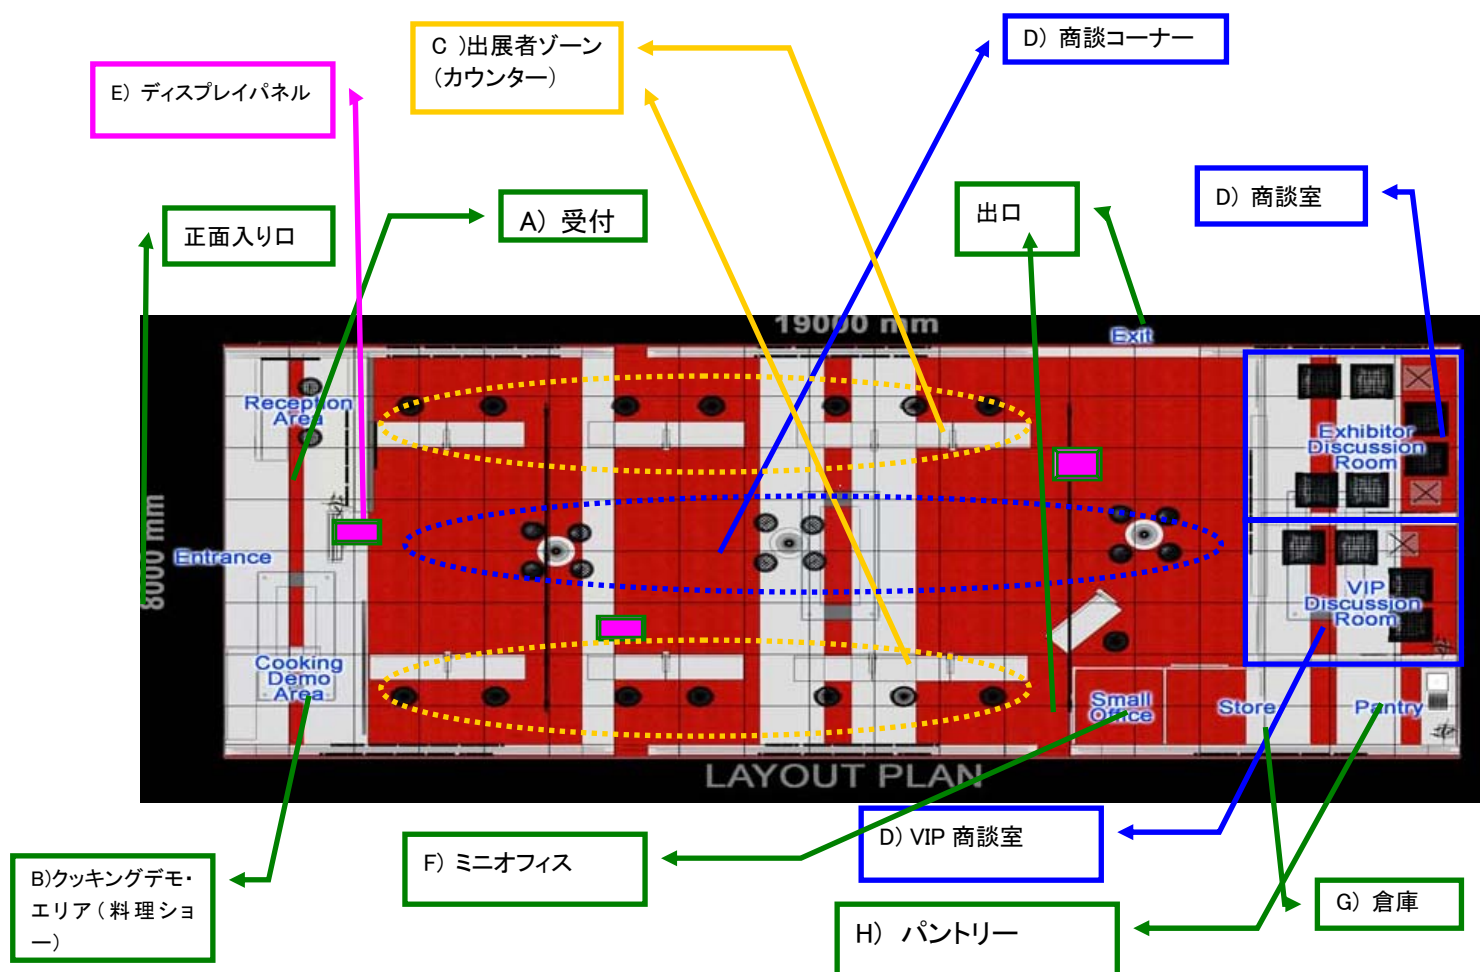 C )出展者ゾーン
(カウンター)
D) 商談コーナー
E) ディスプレイパネル
D) 商談室
正面入り口
A) 受付
出口
19000 mm
Exit
Reception
Area
Exhibitor
Discussion
Room
8000 mm
Entrance
VIP
Discussion
Room
Cooking
Demo
Area
Small
Office
Store
Pantry
LAYOUT PLAN
B)クッキングデモ・
エリア(料理ショ
ー)
F) ミニオフィス
D) VIP 商談室
H) パントリー
G) 倉庫